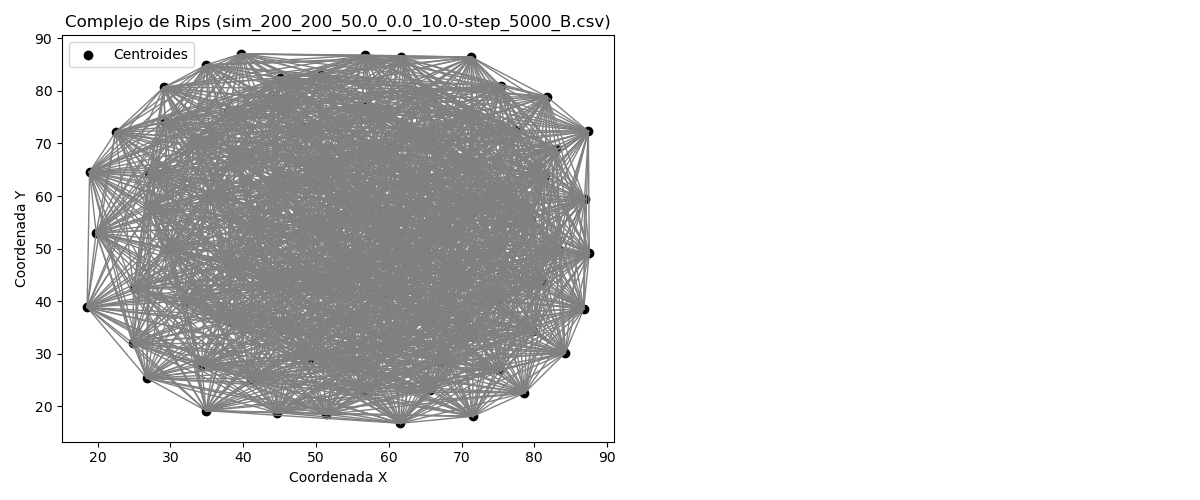 Complejo de Rips (sim_200_200_50.0_0.0_10.0-step_5000_B.csv)
Centroides
90
80
70
60
50
40
30
20
Coordenada Y
20 30 40 50 60 70 80 90
Coordenada X